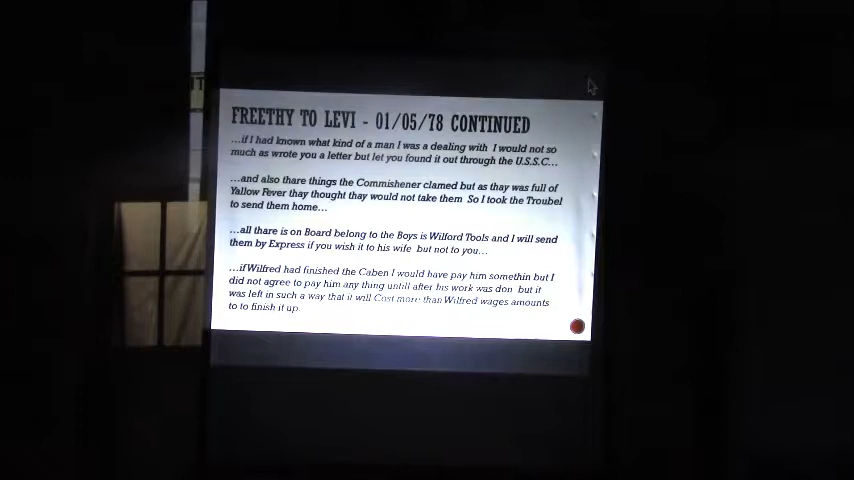 FREETHY TO LEVI - 01/05/78 CONTINUED
...if I had known what kind of a man I was a dealing with I would not so
much as wrote you a letter but let you found it out through the U.S.S.C...
...and also thare things the Commishener clamed but as thay was full of
Yallow Fever thay thought thay would not take them So I took the Troubel
to send them home...
...all thare is on Board belong to the Boys is Wilford Tools and I will send
them by Express if you wish it to his wife but not to you...
...if Wilfred had finished the Caben I would have pay him somethin but I
did not agree to pay him any thing untill after his work was don but it
was left in such a way that it will Cost more than Wilfred wages amounts
to to finish it up.